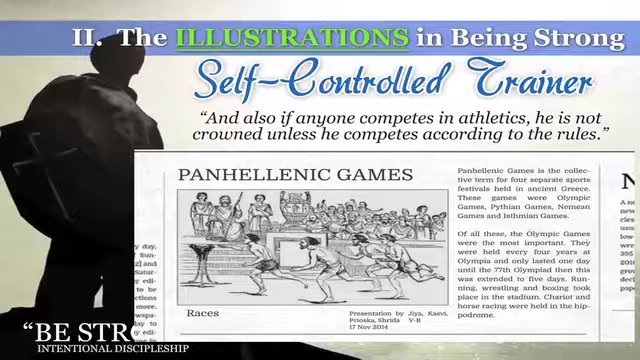 II. The ILLUSTRATIONS in Being Strong
Self-Controlled Trainer
“And also if anyone competes in athletics, he is not
crowned unless he competes according to the rules.”
PANHELLENIC GAMES
Races
Presentation by Jiya, Kaevi,
Prioska, Shrida V-B
17 Nov 2014
Panhellenic Games is the collec-
tive term for four separate sports
festivals held in ancient Greece.
These games were Olympic
Games, Pythian Games, Nemean
Games and Isthmian Games.
Of all these, the Olympic Games
were the most important. They
were held every four years at
Olympia and only lasted one day
until the 77th Olympiad then this
was extended to five days. Run-
ning, wrestling and boxing took
place in the stadium. Chariot and
horse racing were held in the hip-
podrome.
“BE STRO
INTENTIONAL DISCIPLESHIP